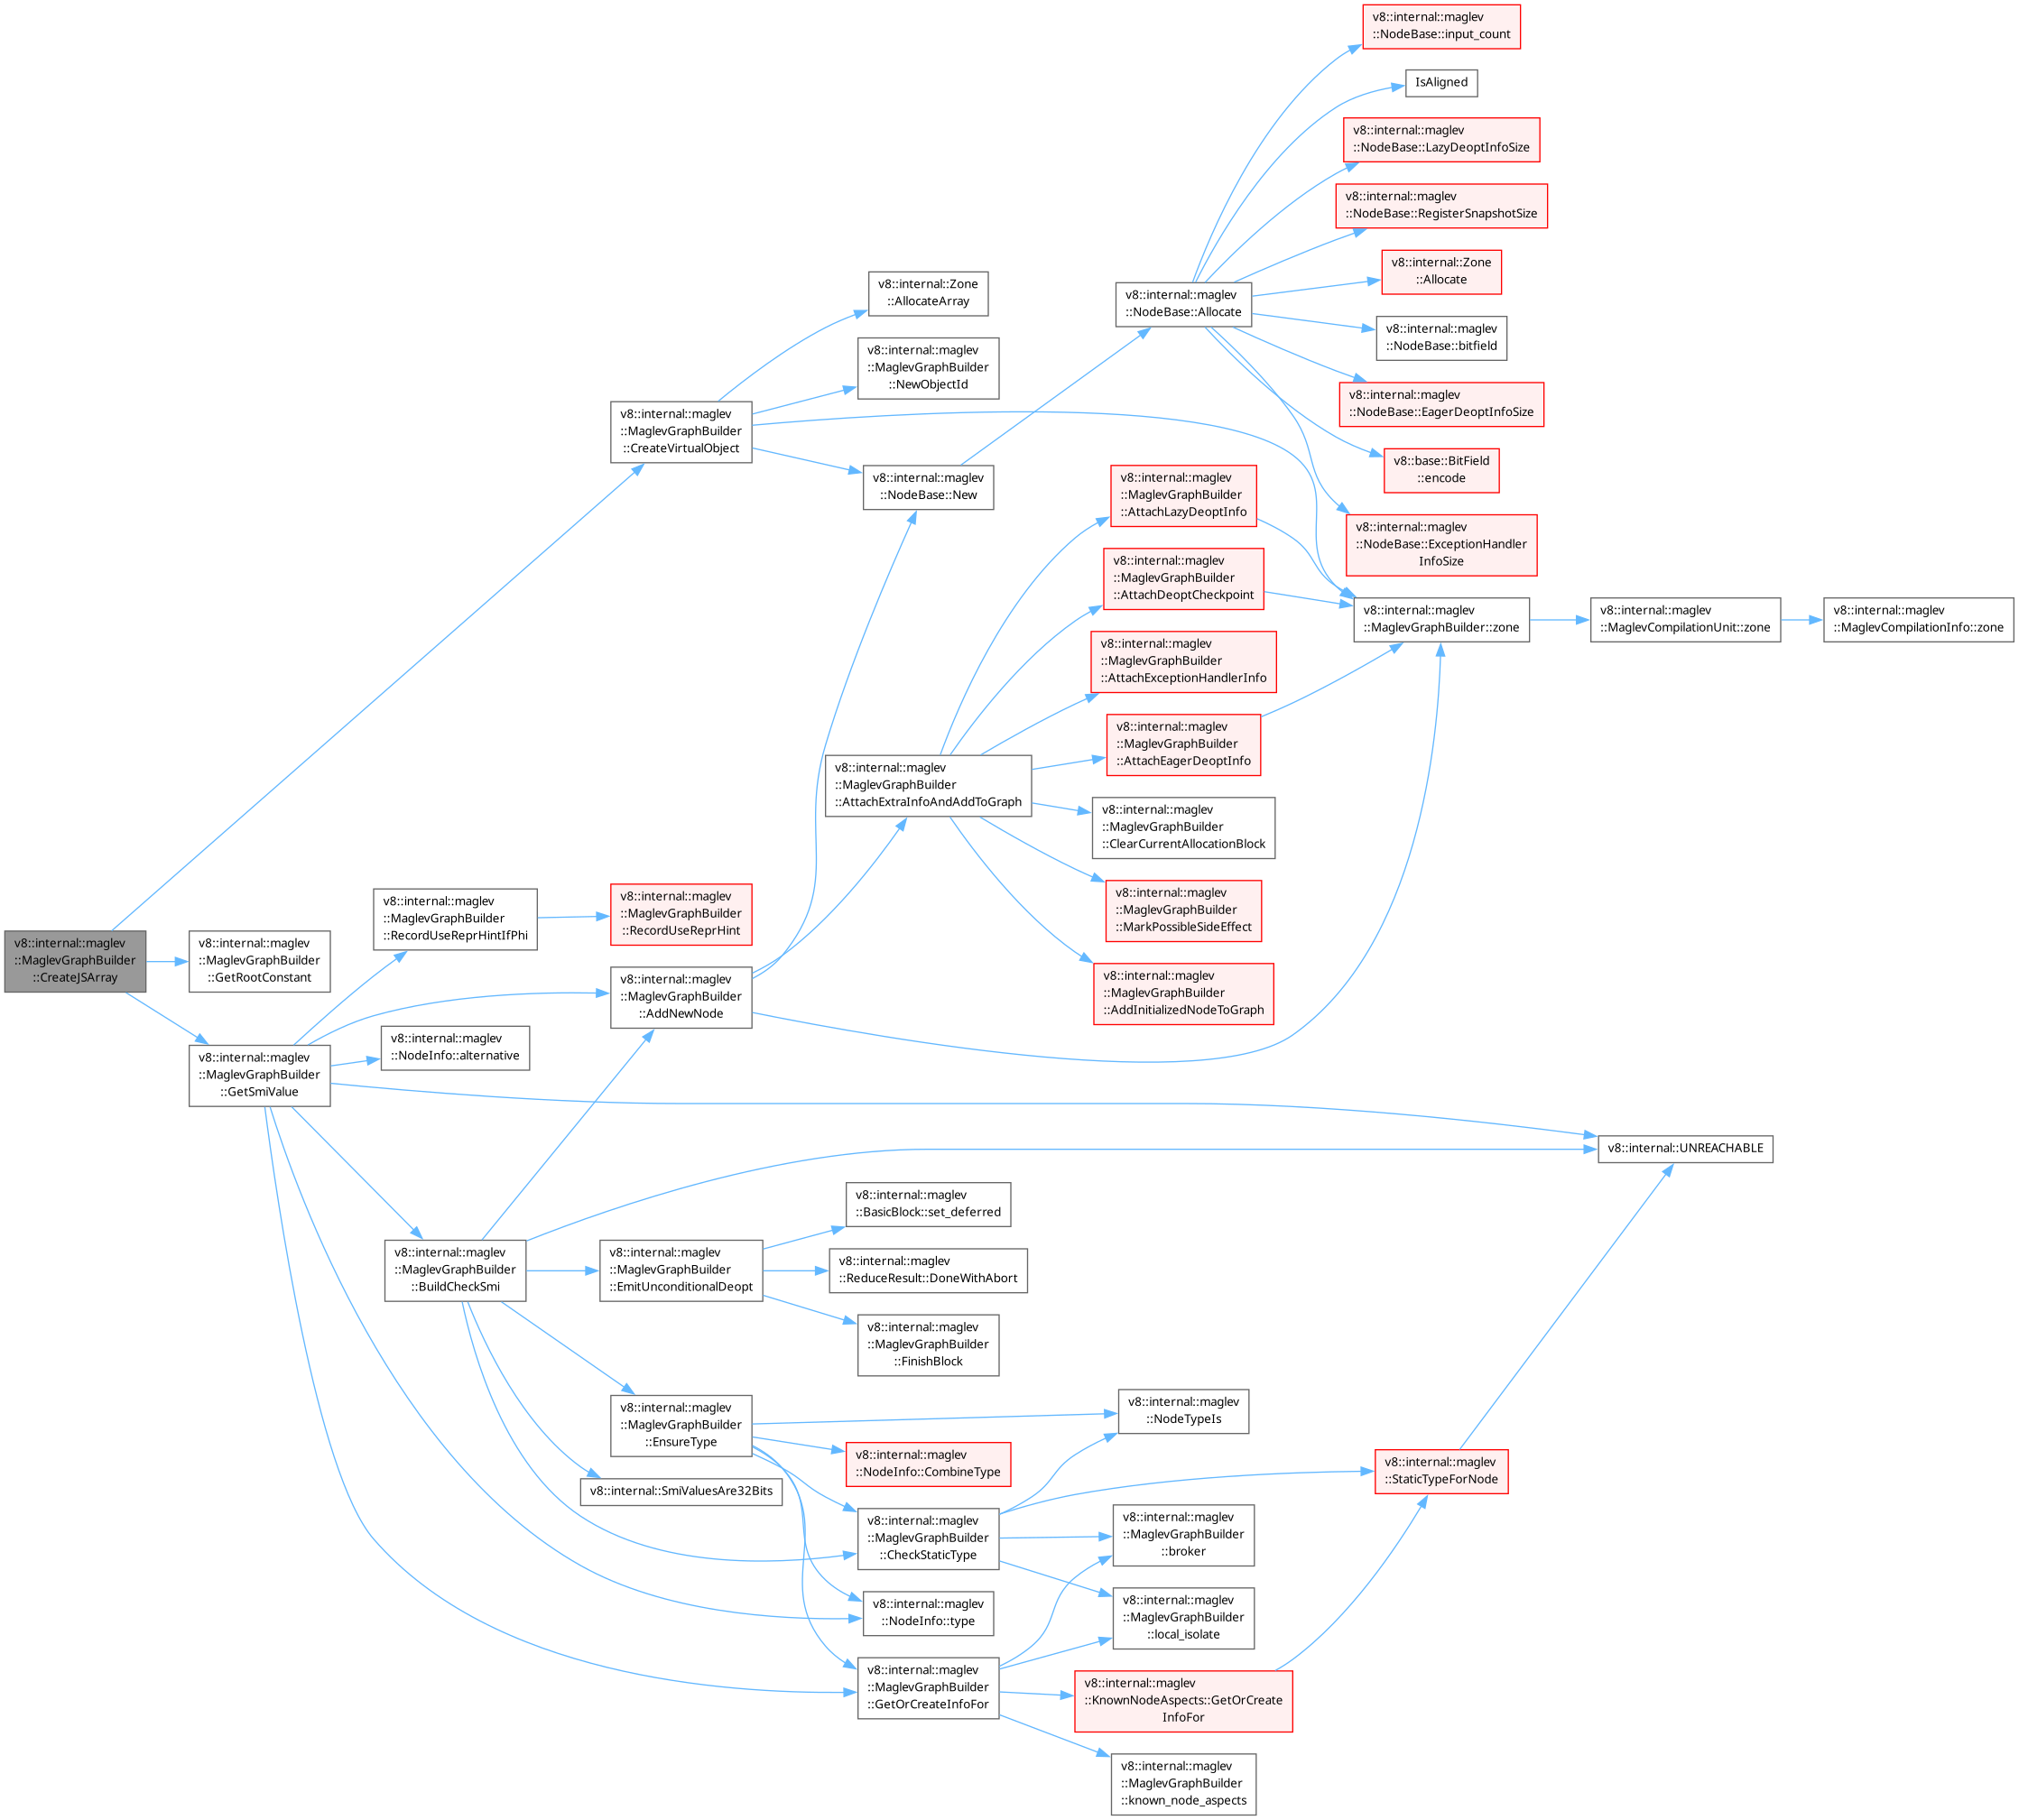 v8::internal::maglev
::NodeBase::input_count
IsAligned
v8::internal::maglev
::NodeBase::LazyDeoptInfoSize
v8::internal::maglev
::NodeBase::RegisterSnapshotSize
v8::internal::Zone
::Allocate
v8::internal::Zone
::AllocateArray
v8::internal::maglev
::NodeBase::Allocate
v8::internal::maglev
::NodeBase::bitfield
v8::internal::maglev
::MaglevGraphBuilder
::NewObjectId
v8::internal::maglev
::NodeBase::EagerDeoptInfoSize
v8::internal::maglev
::MaglevGraphBuilder
::CreateVirtualObject
v8::base::BitField
::encode
v8::internal::maglev
::NodeBase::New
v8::internal::maglev
::MaglevGraphBuilder
::AttachLazyDeoptInfo
v8::internal::maglev
::NodeBase::ExceptionHandler
InfoSize
v8::internal::maglev
::MaglevGraphBuilder
::AttachDeoptCheckpoint
v8::internal::maglev
::MaglevGraphBuilder::zone
v8::internal::maglev
::MaglevCompilationUnit::zone
v8::internal::maglev
::MaglevCompilationInfo::zone
v8::internal::maglev
::MaglevGraphBuilder
::AttachExceptionHandlerInfo
v8::internal::maglev
::MaglevGraphBuilder
::AttachEagerDeoptInfo
v8::internal::maglev
::MaglevGraphBuilder
::AttachExtraInfoAndAddToGraph
v8::internal::maglev
::MaglevGraphBuilder
::ClearCurrentAllocationBlock
v8::internal::maglev
::MaglevGraphBuilder
::MarkPossibleSideEffect
v8::internal::maglev
::MaglevGraphBuilder
::RecordUseReprHintIfPhi
v8::internal::maglev
::MaglevGraphBuilder
::RecordUseReprHint
v8::internal::maglev
::MaglevGraphBuilder
::CreateJSArray
v8::internal::maglev
::MaglevGraphBuilder
::GetRootConstant
v8::internal::maglev
::MaglevGraphBuilder
::AddNewNode
v8::internal::maglev
::MaglevGraphBuilder
::AddInitializedNodeToGraph
v8::internal::maglev
::NodeInfo::alternative
v8::internal::maglev
::MaglevGraphBuilder
::GetSmiValue
v8::internal::UNREACHABLE
v8::internal::maglev
::BasicBlock::set_deferred
v8::internal::maglev
::MaglevGraphBuilder
::BuildCheckSmi
v8::internal::maglev
::MaglevGraphBuilder
::EmitUnconditionalDeopt
v8::internal::maglev
::ReduceResult::DoneWithAbort
v8::internal::maglev
::MaglevGraphBuilder
::FinishBlock
v8::internal::maglev
::NodeTypeIs
v8::internal::maglev
::MaglevGraphBuilder
::EnsureType
v8::internal::maglev
::NodeInfo::CombineType
v8::internal::maglev
::StaticTypeForNode
v8::internal::SmiValuesAre32Bits
v8::internal::maglev
::MaglevGraphBuilder
::CheckStaticType
v8::internal::maglev
::MaglevGraphBuilder
::broker
v8::internal::maglev
::NodeInfo::type
v8::internal::maglev
::MaglevGraphBuilder
::local_isolate
v8::internal::maglev
::MaglevGraphBuilder
::GetOrCreateInfoFor
v8::internal::maglev
::KnownNodeAspects::GetOrCreate
InfoFor
v8::internal::maglev
::MaglevGraphBuilder
::known_node_aspects